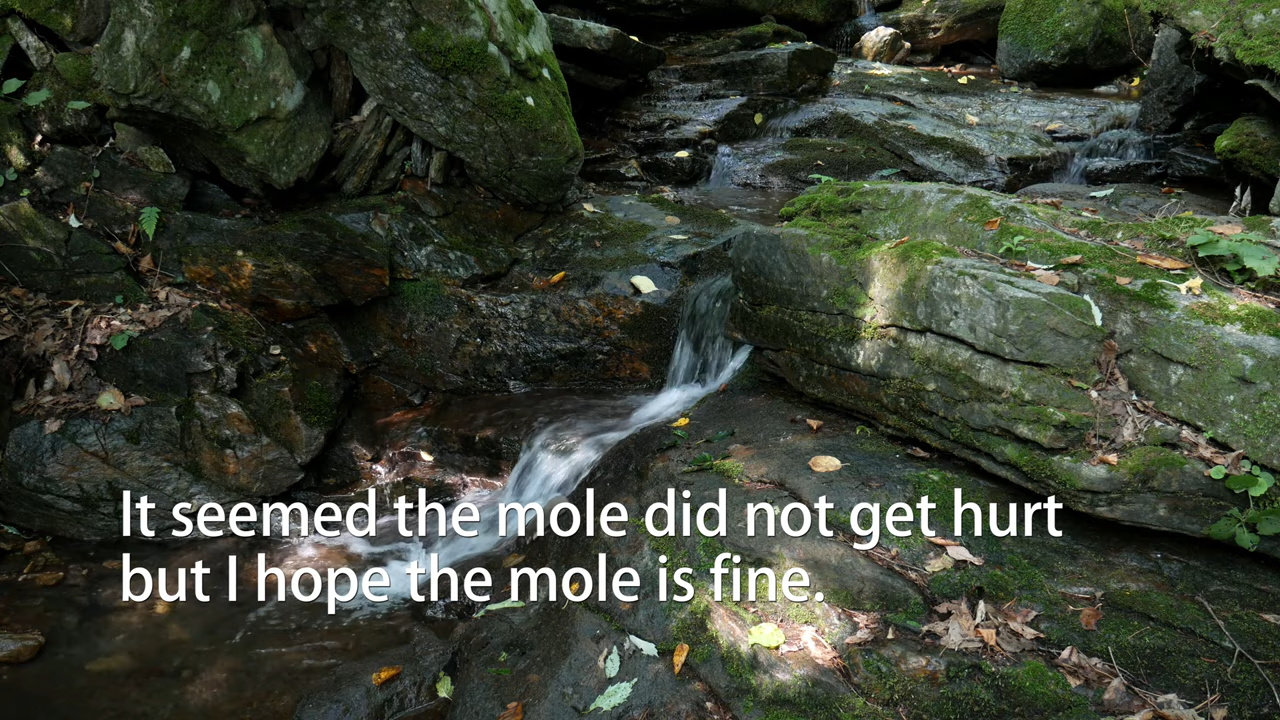 It seemed the mole did not get hurt
but I hope the mole is fine.